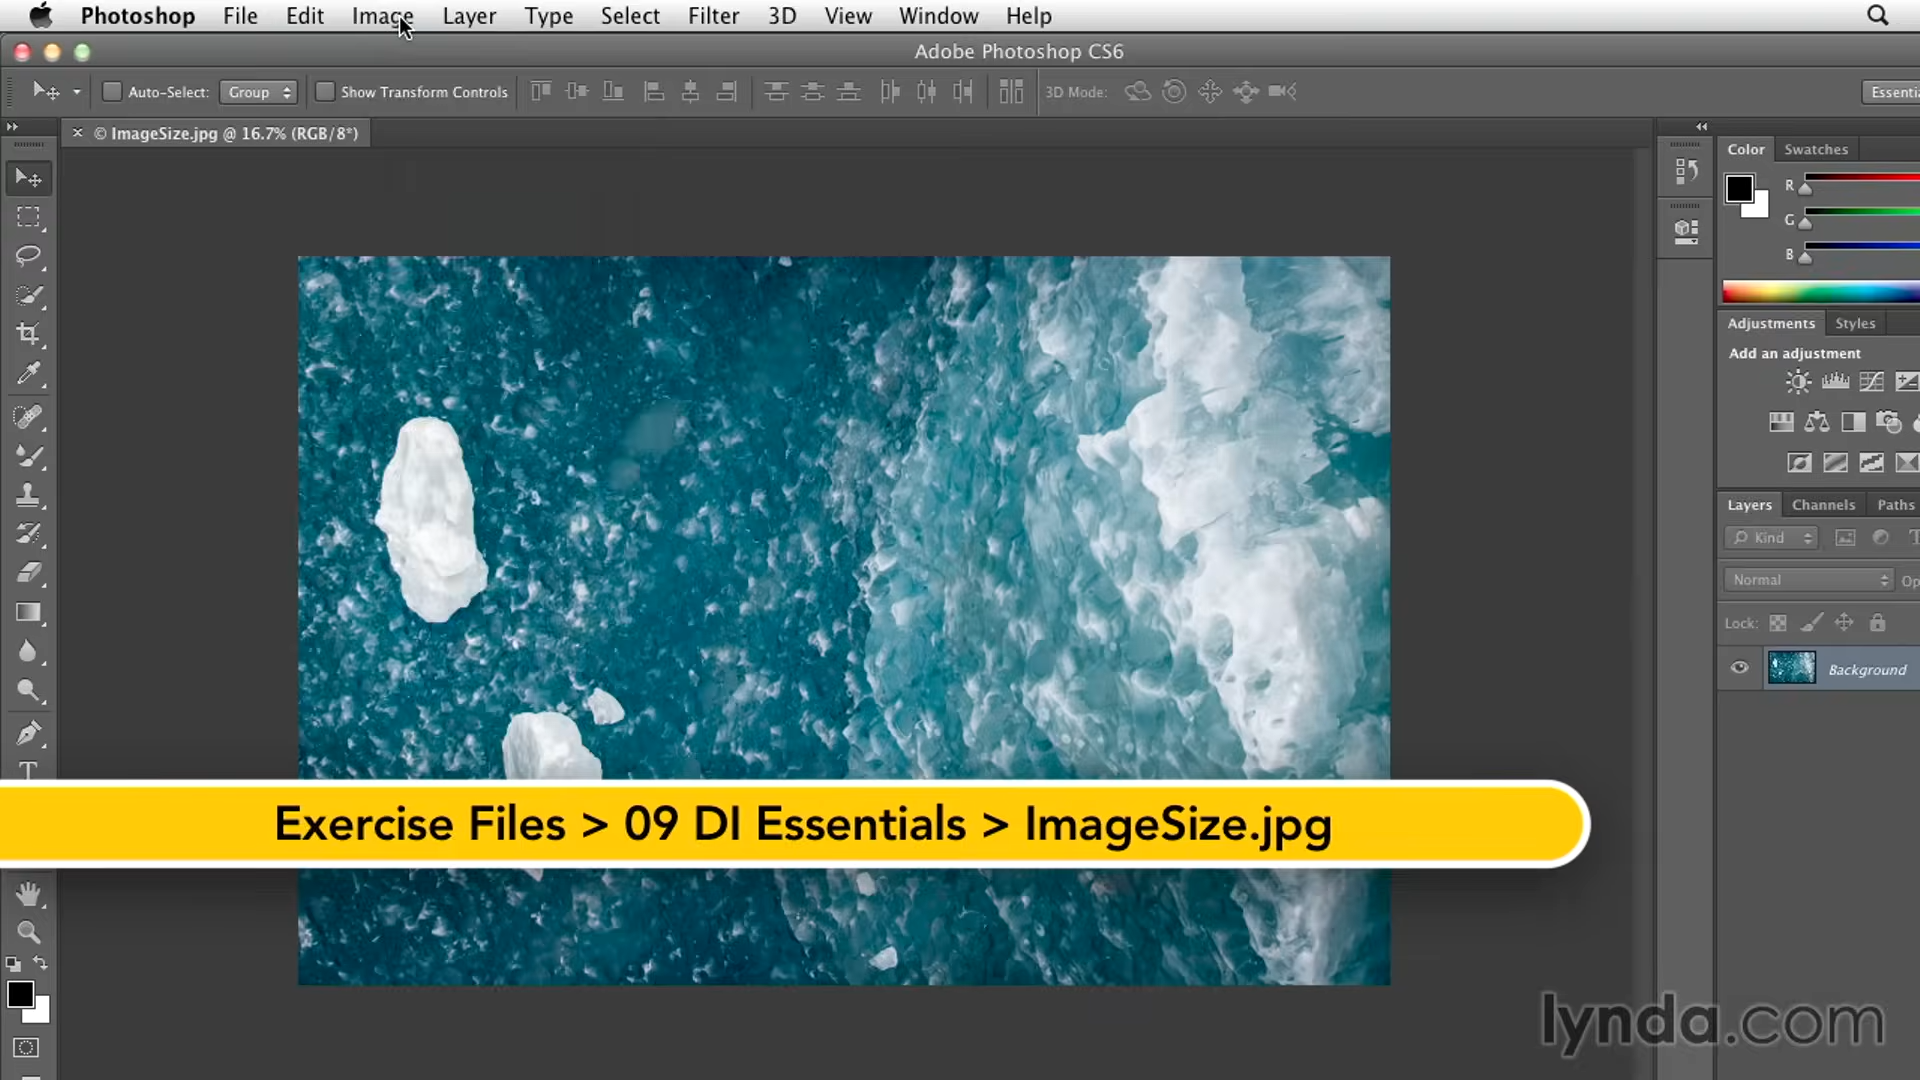 Photoshop File Edit Image Layer Type Select Filter 3D View Window Help
Adobe Photoshop CS6
Auto-Select: Group Show Transform Controls 3D Mode: Essentia
× © ImageSize.jpg @ 16.7% (RGB/8*)
Color Swatches
R
G
B
Adjustments Styles
Add an adjustment
Layers Channels Paths
Kind
Normal Op
Lock:
Background
Exercise Files > 09 DI Essentials > ImageSize.jpg
lynda.com